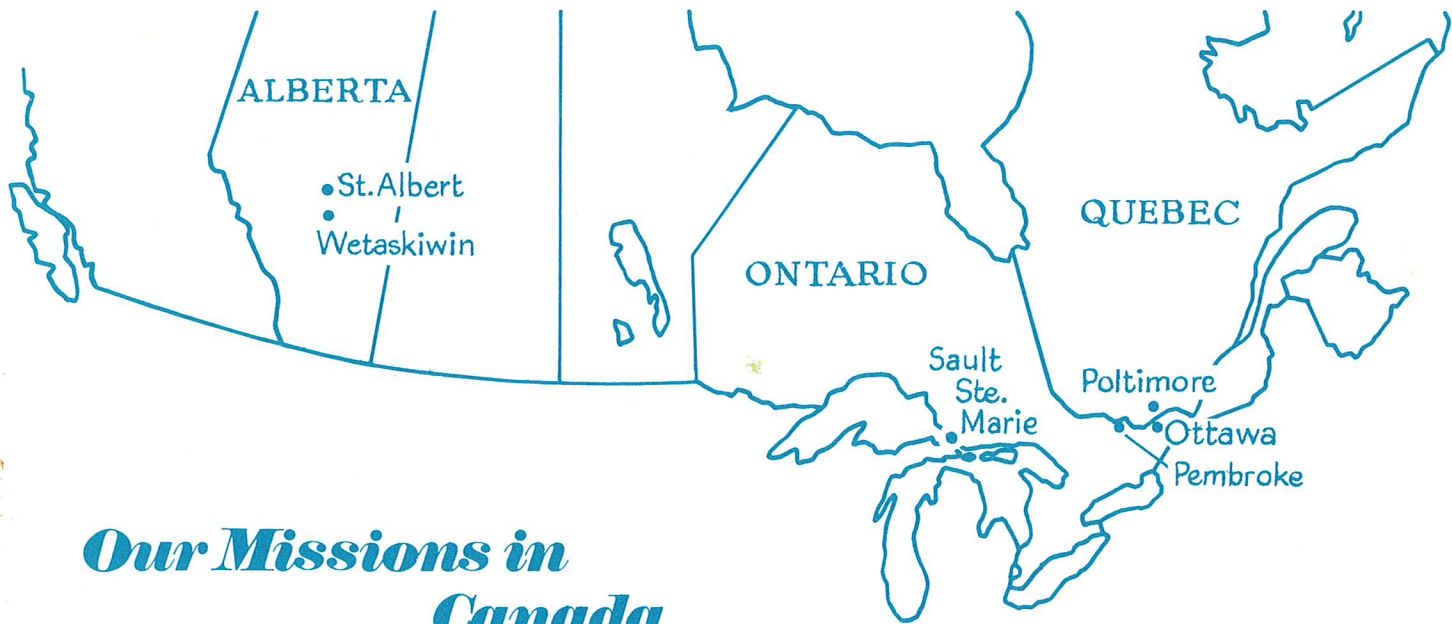 ALBERTA
St. Albert
Wetaskiwin
QUEBEC
ONTARIO
Sault
Ste.
Marie
Poltimore
Ottawa
Pembroke
Our Missions in
Canada